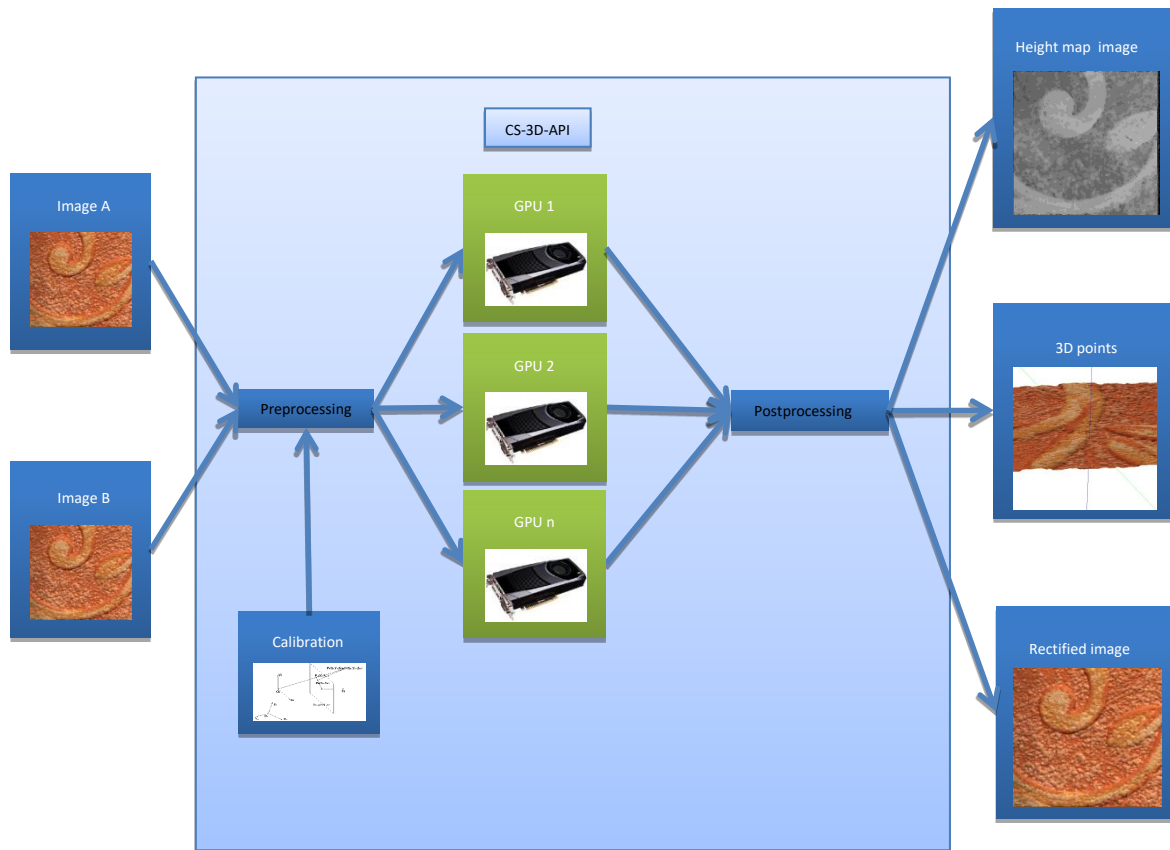 Height map image
CS-3D-API
Image A
GPU 1
GPU 2
3D points
Preprocessing
Postprocessing
Image B
GPU n
Calibration
Rectified image